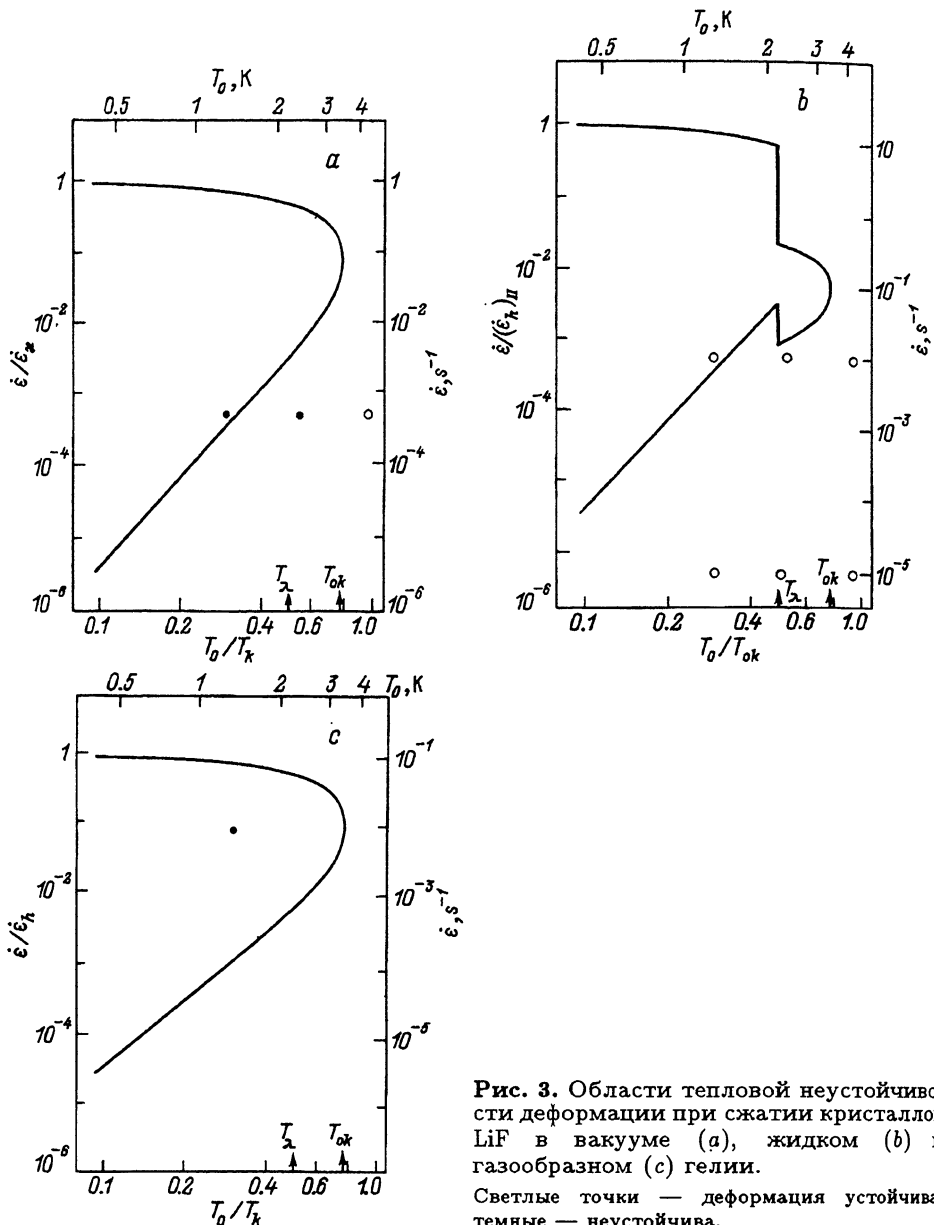 T₀, K
0.5 1 2 3 4
a
1
10⁻²
10⁻⁴
10⁻⁶
ε̇/ε̇ϰ
1
10⁻²
10⁻⁴
10⁻⁶
ε̇, s⁻¹
Tλ T₀ₖ
0.1 0.2 0.4 0.6 1.0
T₀/Tₖ
T₀, K
0.5 1 2 3 4
b
1
10⁻²
10⁻⁴
10⁻⁶
ε̇/(ε̇ₕ)II
10
10⁻¹
10⁻³
10⁻⁵
ε̇, s⁻¹
Tλ T₀ₖ
0.1 0.2 0.6 1.0
T₀/T₀ₖ
0.5 1 2 3 4 T₀, K
c
1
10⁻²
10⁻⁴
10⁻⁶
ε̇/ε̇ₕ
10⁻¹
10⁻³
10⁻⁵
ε̇, s⁻¹
Tλ T₀ₖ
0.1 0.2 0.4 0.6 1.0
T₀/Tₖ
Рис. 3. Области тепловой неустойчиво
сти деформации при сжатии кристалло
LiF в вакууме (a), жидком (b)
газообразном (c) гелии.
Светлые точки — деформация устойчива
темные — неустойчива.